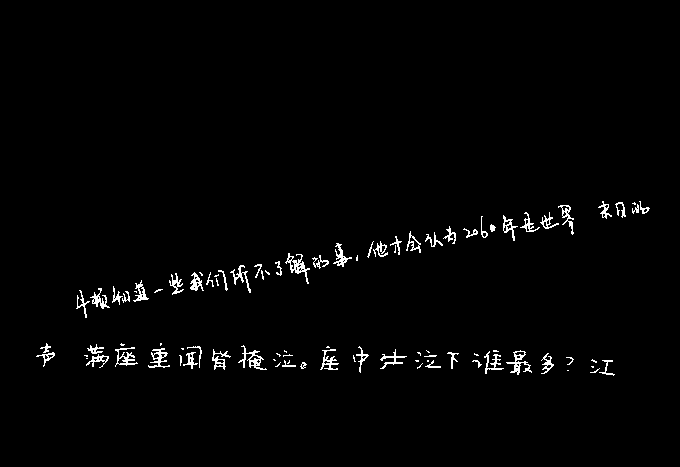 牛顿知道一些我们所不了解的事，他才会认为2060年是世界 末日的
声 满座重闻皆掩泣。座中泣下谁最多？江